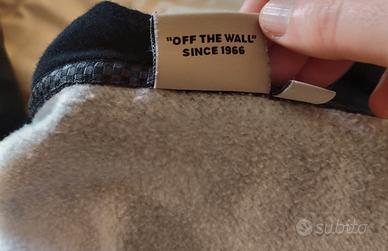 "OFF THE WALL"
SINCE 1966
subito